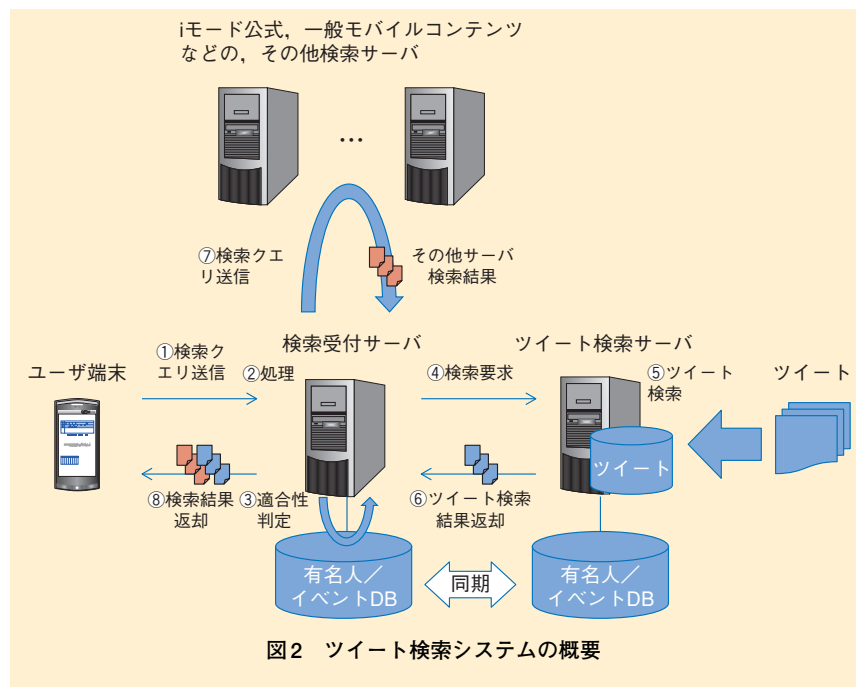 iモード公式，一般モバイルコンテンツ
などの，その他検索サーバ
…
⑦検索クエ
リ送信
その他サーバ
検索結果
検索受付サーバ
ツイート検索サーバ
ユーザ端末
①検索ク
エリ送信
②処理
④検索要求
⑤ツイート
検索
ツイート
ツイート
⑧検索結果
返却
③適合性
判定
⑥ツイート検索
結果返却
有名人／
イベントDB
同期
有名人／
イベントDB
図2　ツイート検索システムの概要